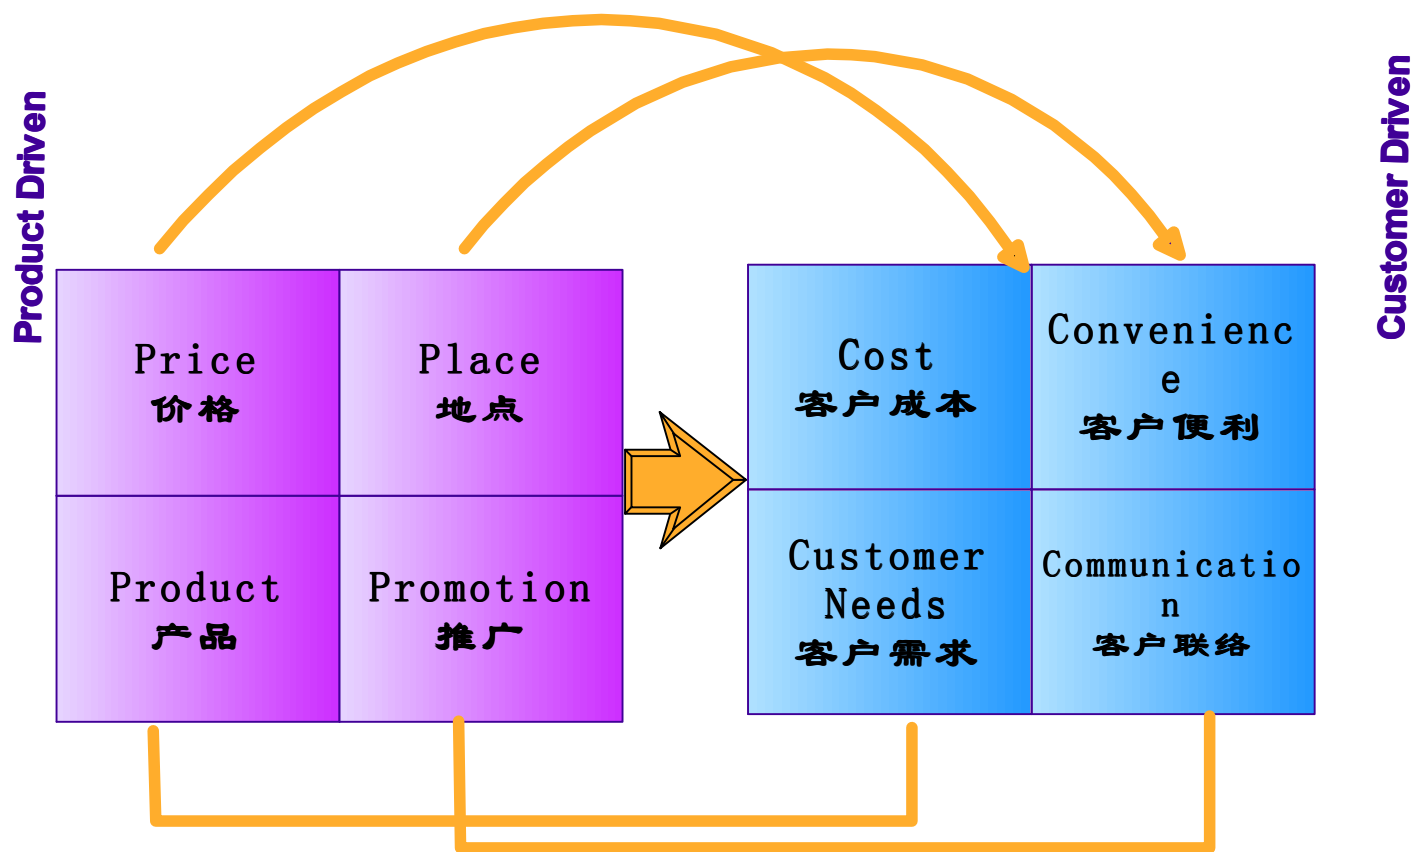 Product Driven
Price
价格
Place
地点
Product
产品
Promotion
推广
Cost
客户成本
Convenienc
e
客户便利
Customer
Needs
客户需求
Communicatio
n
客户联络
Customer Driven